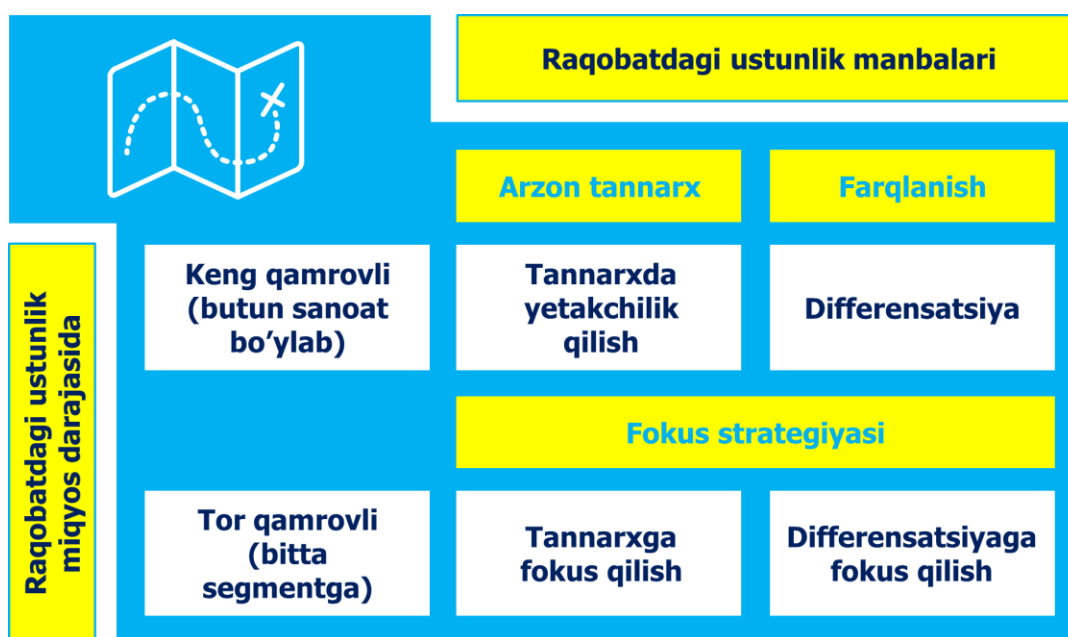 Raqobatdagi ustunlik manbalari
Arzon tannarx
Farqlanish
Raqobatdagi ustunlik
miqyos darajasida
Keng qamrovli
(butun sanoat
bo’ylab)
Tannarxda
yetakchilik
qilish
Differensatsiya
Fokus strategiyasi
Tor qamrovli
(bitta
segmentga)
Tannarxga
fokus qilish
Differensatsiyaga
fokus qilish